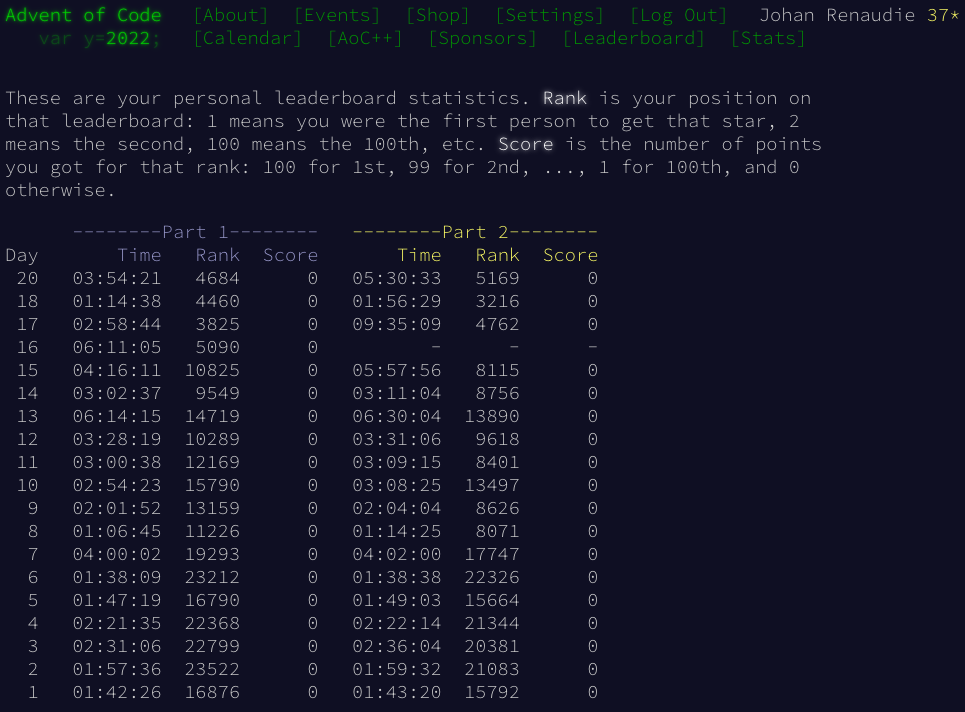 Advent of Code [About] [Events] [Shop] [Settings] [Log Out] Johan Renaudie 37*
var y=2022; [Calendar] [AoC++] [Sponsors] [Leaderboard] [Stats]
These are your personal leaderboard statistics. Rank is your position on
that leaderboard: 1 means you were the first person to get that star, 2
means the second, 100 means the 100th, etc. Score is the number of points
you got for that rank: 100 for 1st, 99 for 2nd, ..., 1 for 100th, and 0
otherwise.
--------Part 1-------- --------Part 2--------
Day Time Rank Score Time Rank Score
20 03:54:21 4684 0 05:30:33 5169 0
18 01:14:38 4460 0 01:56:29 3216 0
17 02:58:44 3825 0 09:35:09 4762 0
16 06:11:05 5090 0 - - -
15 04:16:11 10825 0 05:57:56 8115 0
14 03:02:37 9549 0 03:11:04 8756 0
13 06:14:15 14719 0 06:30:04 13890 0
12 03:28:19 10289 0 03:31:06 9618 0
11 03:00:38 12169 0 03:09:15 8401 0
10 02:54:23 15790 0 03:08:25 13497 0
9 02:01:52 13159 0 02:04:04 8626 0
8 01:06:45 11226 0 01:14:25 8071 0
7 04:00:02 19293 0 04:02:00 17747 0
6 01:38:09 23212 0 01:38:38 22326 0
5 01:47:19 16790 0 01:49:03 15664 0
4 02:21:35 22368 0 02:22:14 21344 0
3 02:31:06 22799 0 02:36:04 20381 0
2 01:57:36 23522 0 01:59:32 21083 0
1 01:42:26 16876 0 01:43:20 15792 0